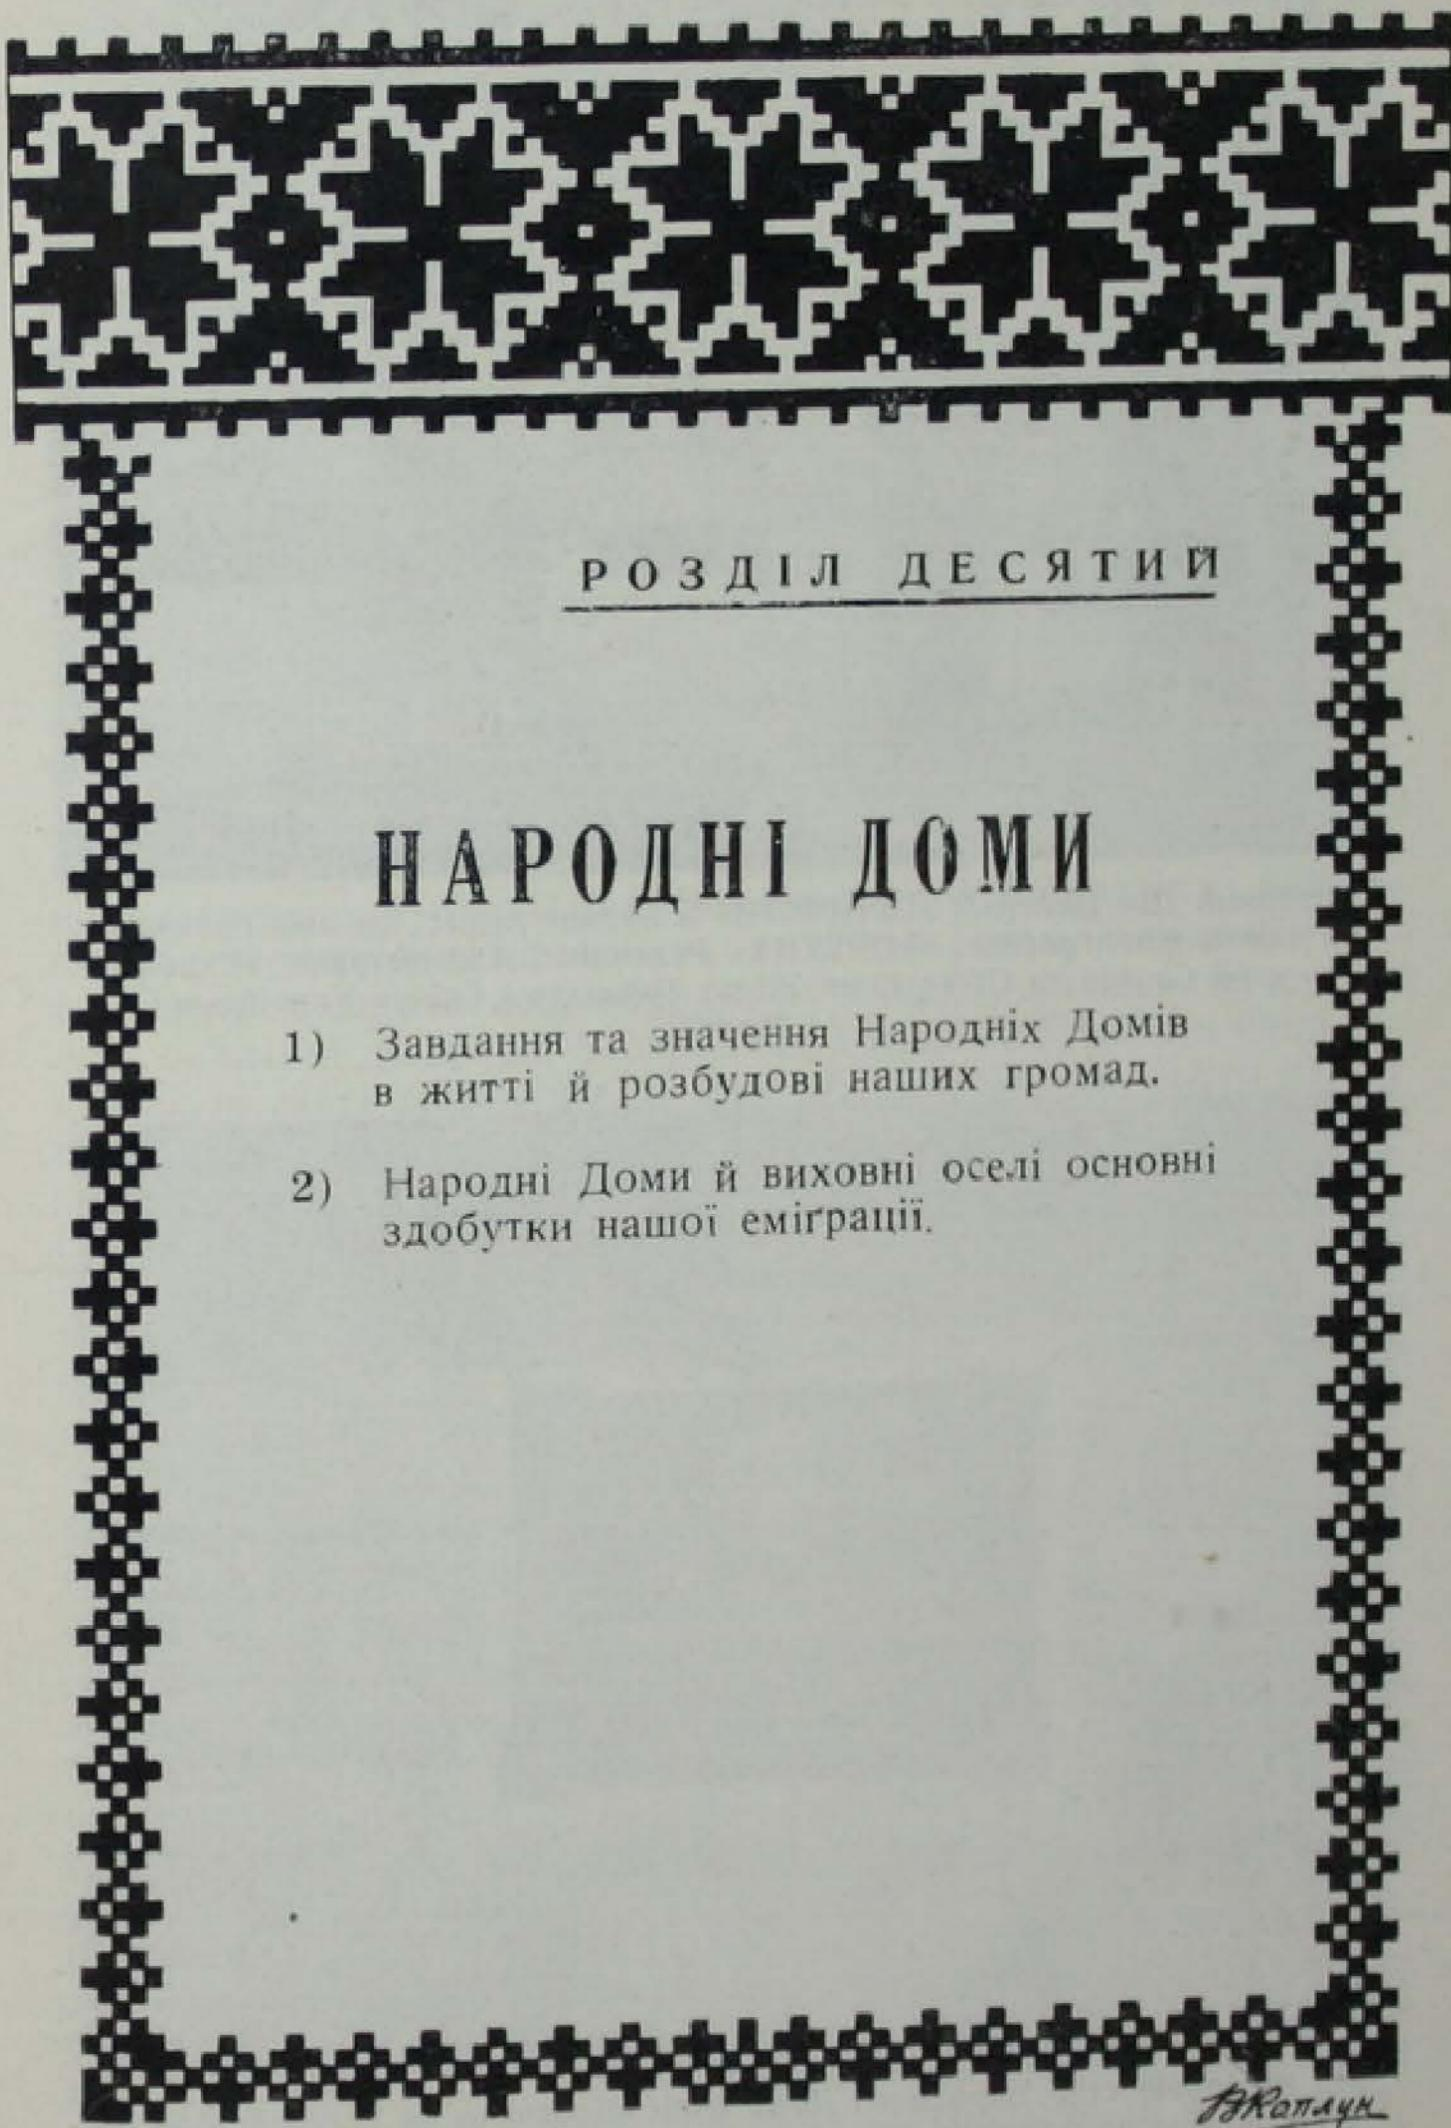 РОЗДІЛ ДЕСЯТИЙ
НАРОДНІ ДОМИ
1) Завдання та значення Народніх Домів
в житті й розбудові наших громад.
2) Народні Доми й виховні оселі основні
здобутки нашої еміґрації.
В Каплун